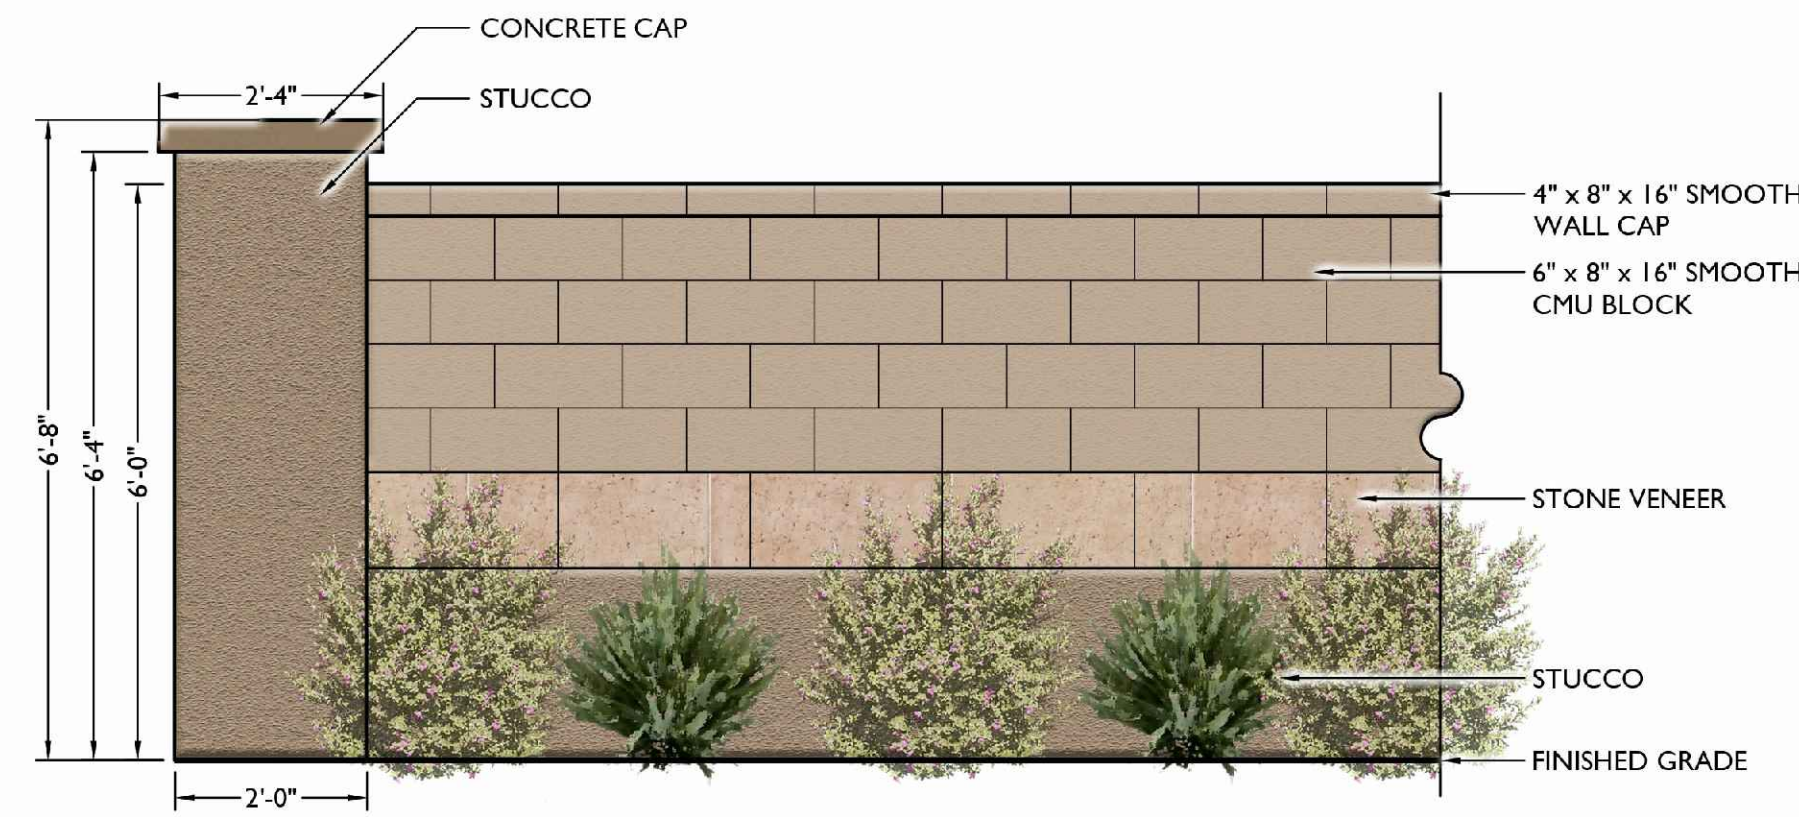 CONCRETE CAP
2'-4"
STUCCO
4" x 8" x 16" SMOOTH
WALL CAP
6" x 8" x 16" SMOOTH
CMU BLOCK
6'-8"
6'-4"
6'-0"
STONE VENEER
STUCCO
FINISHED GRADE
2'-0"